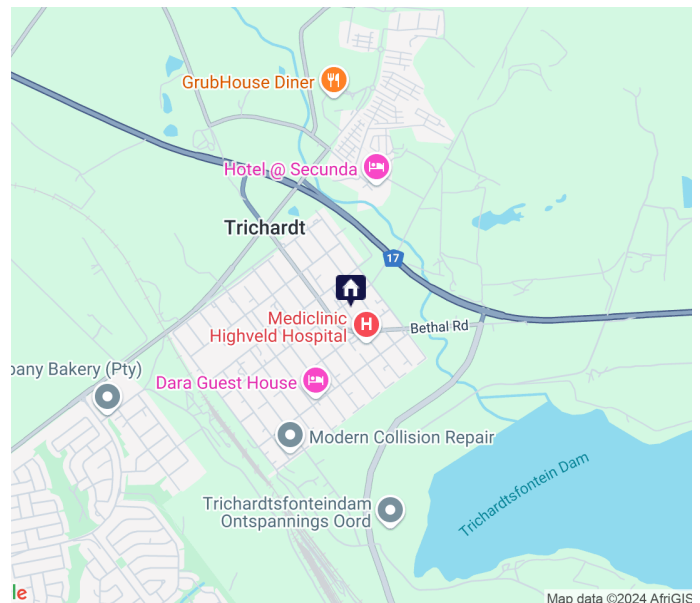 GrubHouse Diner
Hotel @ Secunda
Trichardt
17
Mediclinic
Highveld Hospital
H
Bethal Rd
pany Bakery (Pty)
Dara Guest House
Modern Collision Repair
Trichardtsfonteindam
Ontspannings Oord
Trichardtsfontein Dam
le
Map data ©2024 AfriGIS